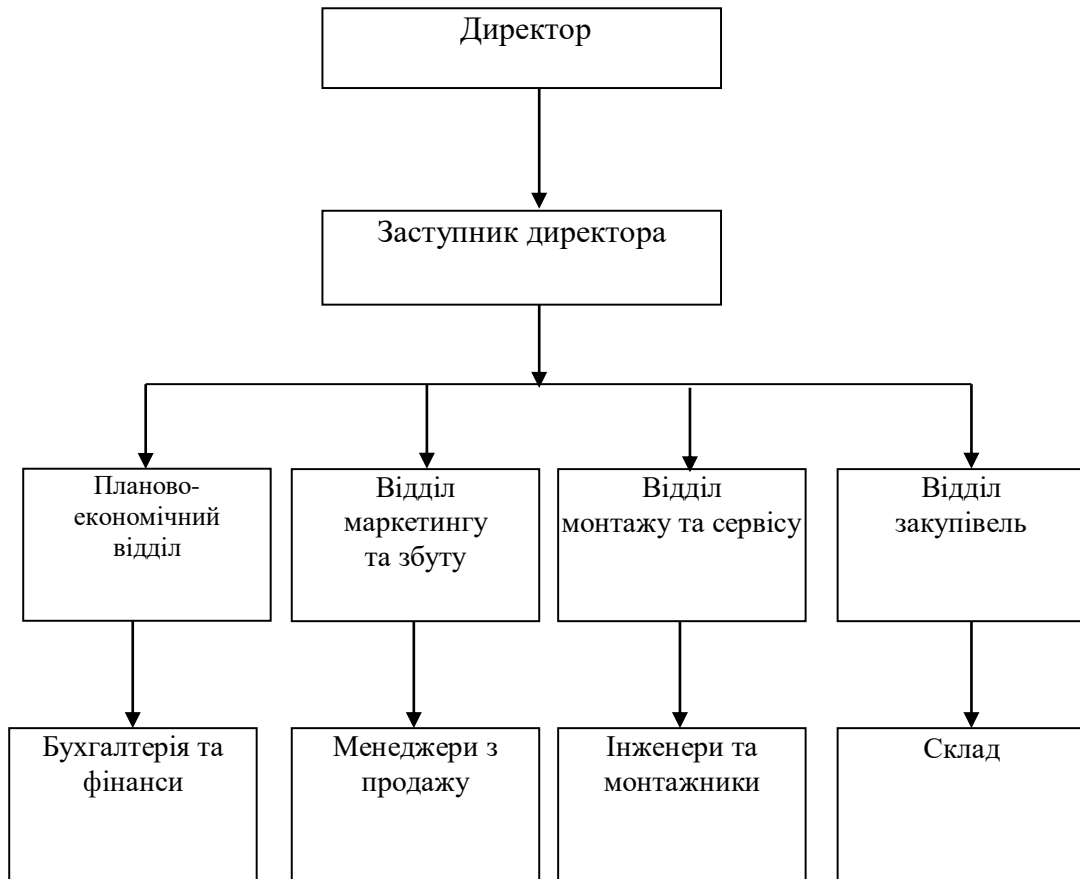 Директор
Заступник директора
Планово-
економічний
відділ
Відділ
маркетингу
та збуту
Відділ
монтажу та сервісу
Відділ
закупівель
Бухгалтерія та
фінанси
Менеджери з
продажу
Інженери та
монтажники
Склад